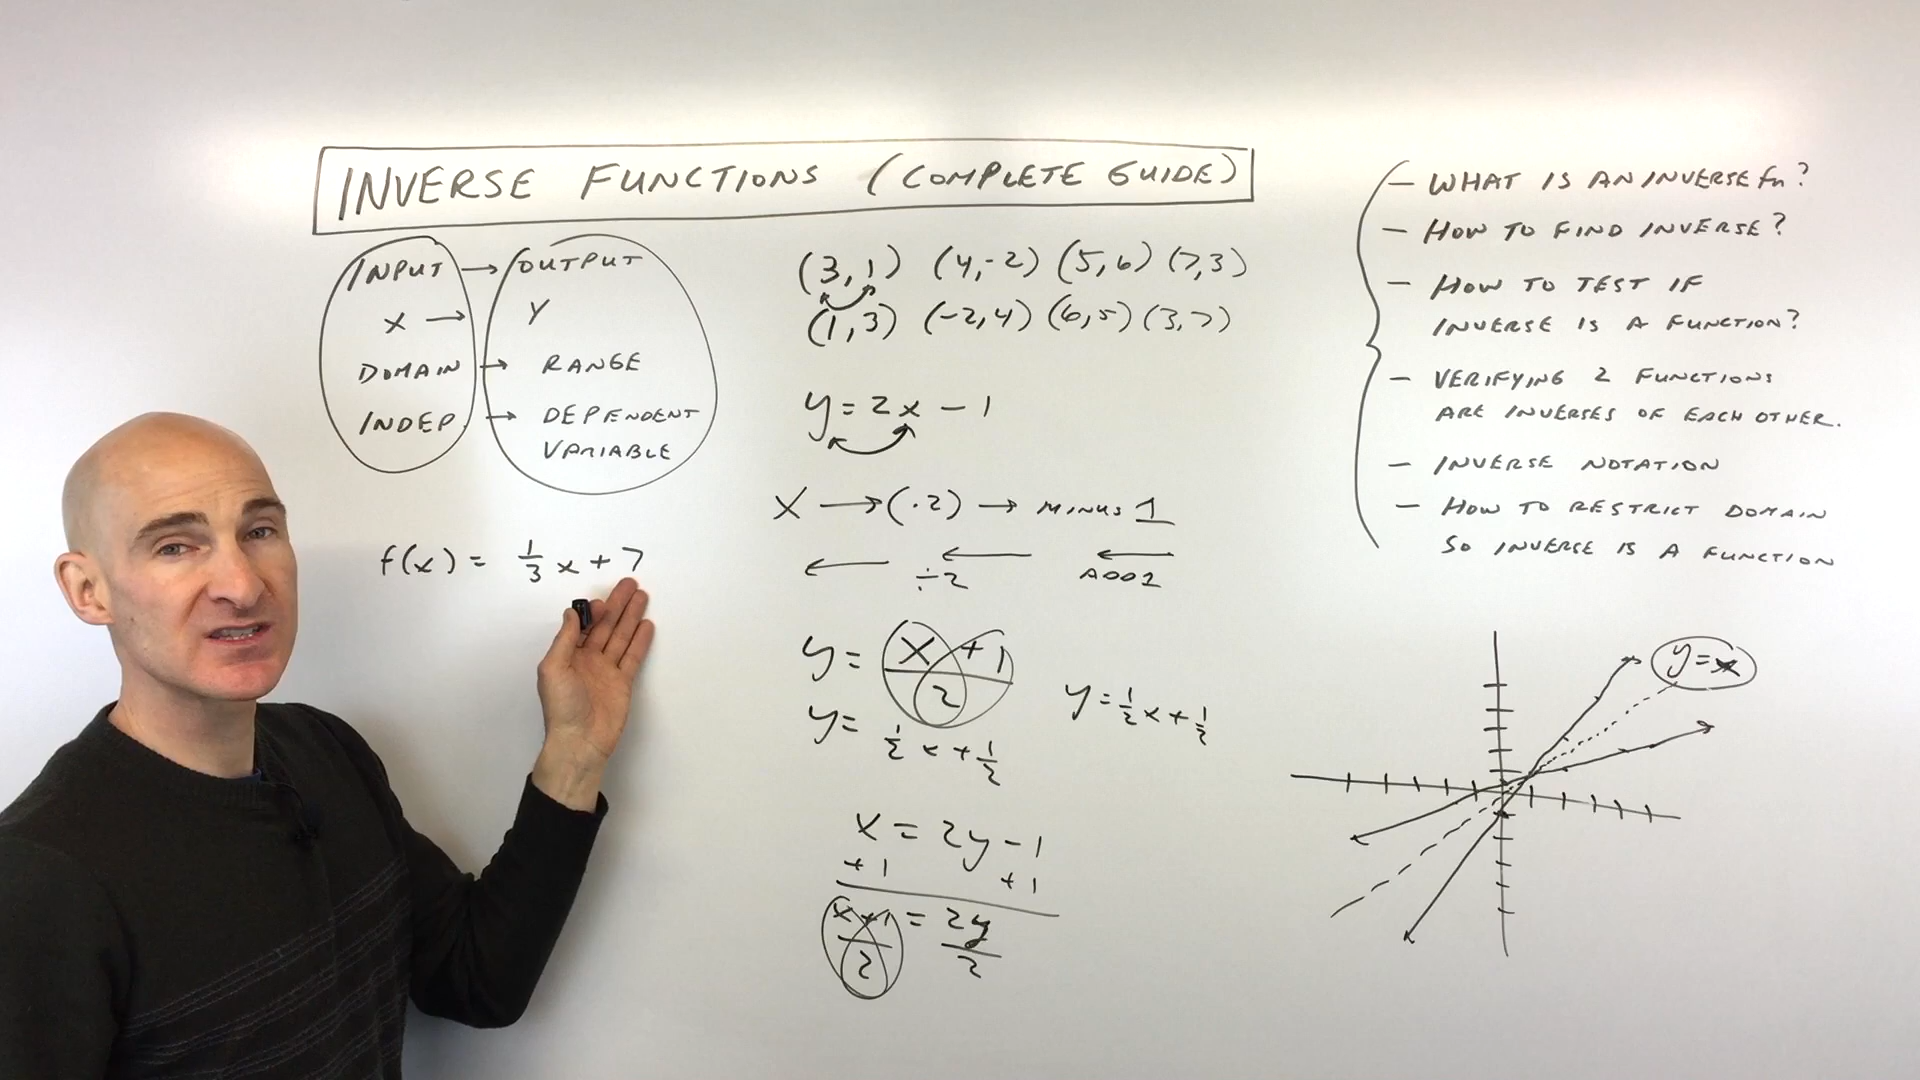 INVERSE FUNCTIONS (COMPLETE GUIDE)
INPUT → OUTPUT
X → Y
DOMAIN → RANGE
INDEP. → DEPENDENT
VARIABLE
f(x) = 1/3 x + 7
(3,1) (4,-2) (5,6) (7,3)
(1,3) (-2,4) (6,5) (3,7)
y = 2x - 1
X → (·2) → MINUS 1
← ÷2 ← ADD 1
y = (x + 1)/2
y = 1/2 x + 1/2
y = 1/2 x + 1/2
x = 2y - 1
+1 +1
(x+1)/2 = 2y/2
- WHAT IS AN INVERSE fn?
- HOW TO FIND INVERSE?
- HOW TO TEST IF
INVERSE IS A FUNCTION?
- VERIFYING 2 FUNCTIONS
ARE INVERSES OF EACH OTHER.
- INVERSE NOTATION
- HOW TO RESTRICT DOMAIN
SO INVERSE IS A FUNCTION
y=x